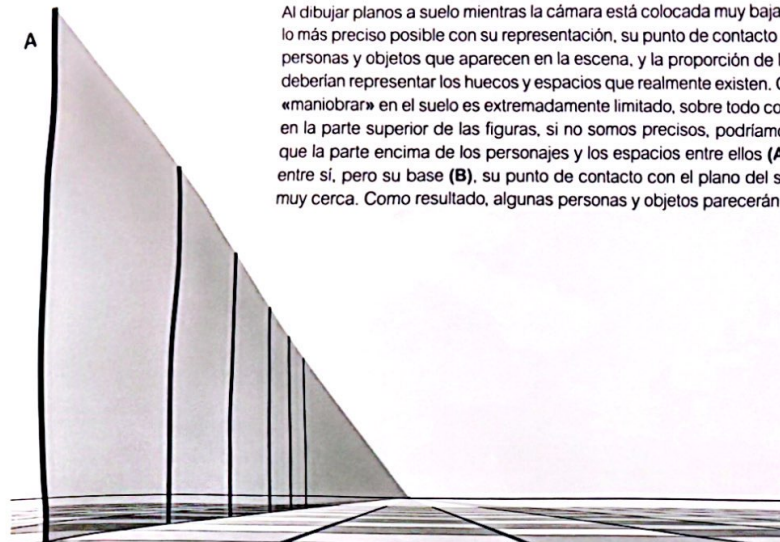 A
Al dibujar planos a suelo mientras la cámara está colocada muy baja
lo más preciso posible con su representación, su punto de contacto
personas y objetos que aparecen en la escena, y la proporción de
deberían representar los huecos y espacios que realmente existen.
«maniobrar» en el suelo es extremadamente limitado, sobre todo
en la parte superior de las figuras, si no somos precisos, podríamo
que la parte encima de los personajes y los espacios entre ellos (A
entre sí, pero su base (B), su punto de contacto con el plano del s
muy cerca. Como resultado, algunas personas y objetos parecerán